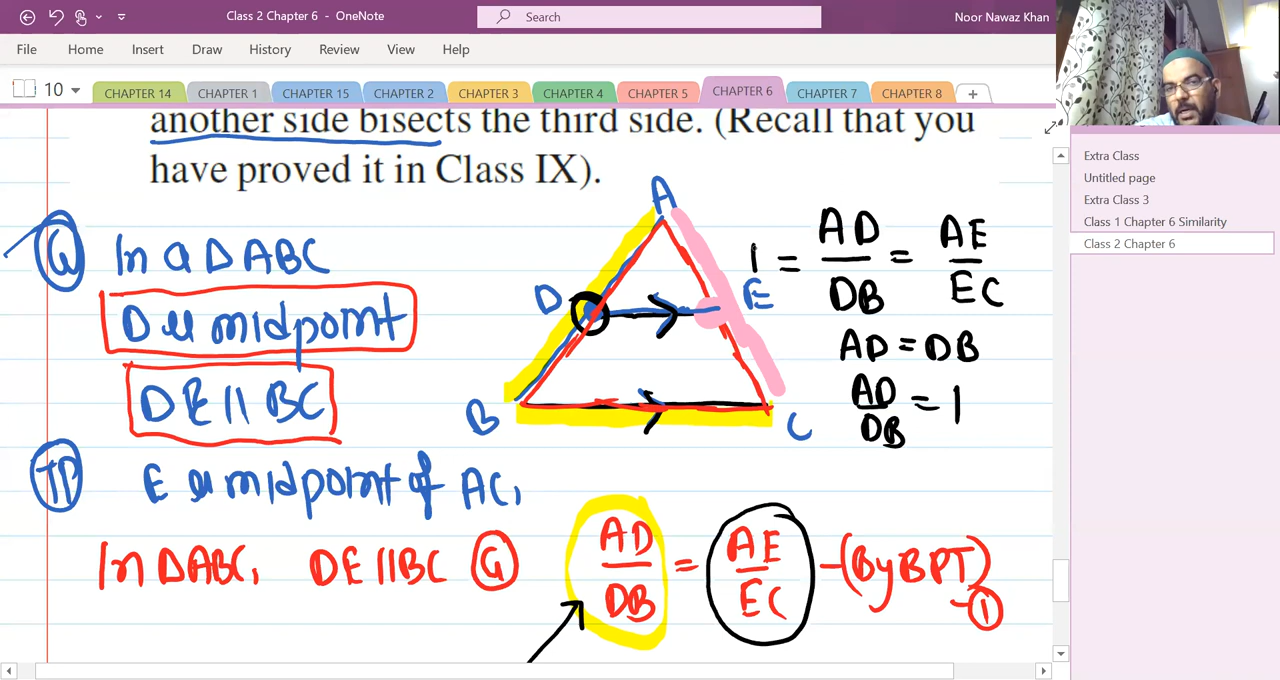 Class 2 Chapter 6 - OneNote
Search
Noor Nawaz Khan
File Home Insert Draw History Review View Help
10
CHAPTER 14 CHAPTER 1 CHAPTER 15 CHAPTER 2 CHAPTER 3 CHAPTER 4 CHAPTER 5 CHAPTER 6 CHAPTER 7 CHAPTER 8 +
Extra Class
Untitled page
Extra Class 3
Class 1 Chapter 6 Similarity
Class 2 Chapter 6
another side bisects the third side. (Recall that you
have proved it in Class IX).
G In a Δ ABC
D is midpoint
DE || BC
TP E is midpoint of AC,
A
D E
B C
1 = AD/DB = AE/EC
AD = DB
AD/DB = 1
In ΔABC, DE || BC G AD/DB = AE/EC - (By BPT)
- 1